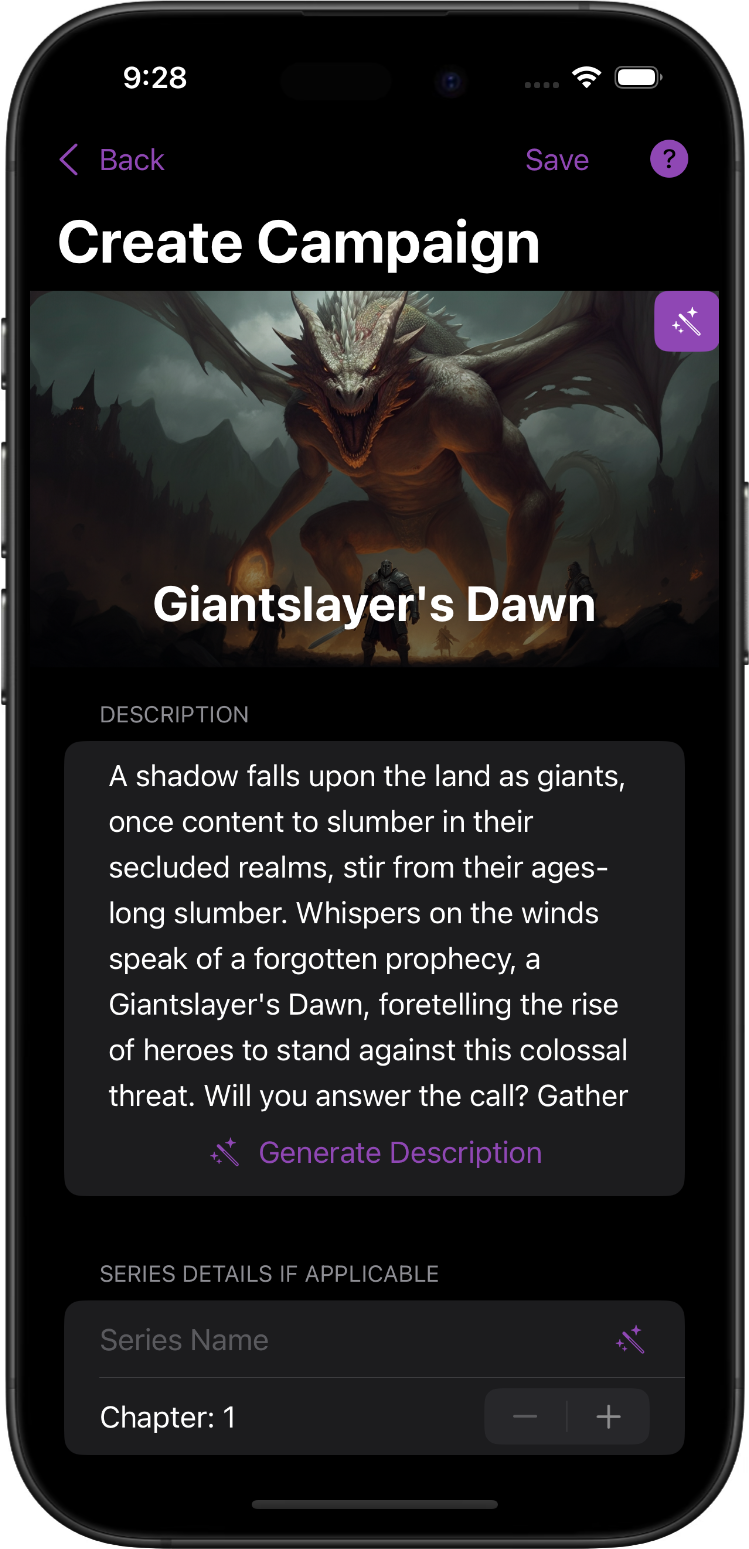 9:28
Back
Save
?
Create Campaign
Giantslayer's Dawn
DESCRIPTION
A shadow falls upon the land as giants,
once content to slumber in their
secluded realms, stir from their ages-
long slumber. Whispers on the winds
speak of a forgotten prophecy, a
Giantslayer's Dawn, foretelling the rise
of heroes to stand against this colossal
threat. Will you answer the call? Gather
Generate Description
SERIES DETAILS IF APPLICABLE
Series Name
Chapter: 1